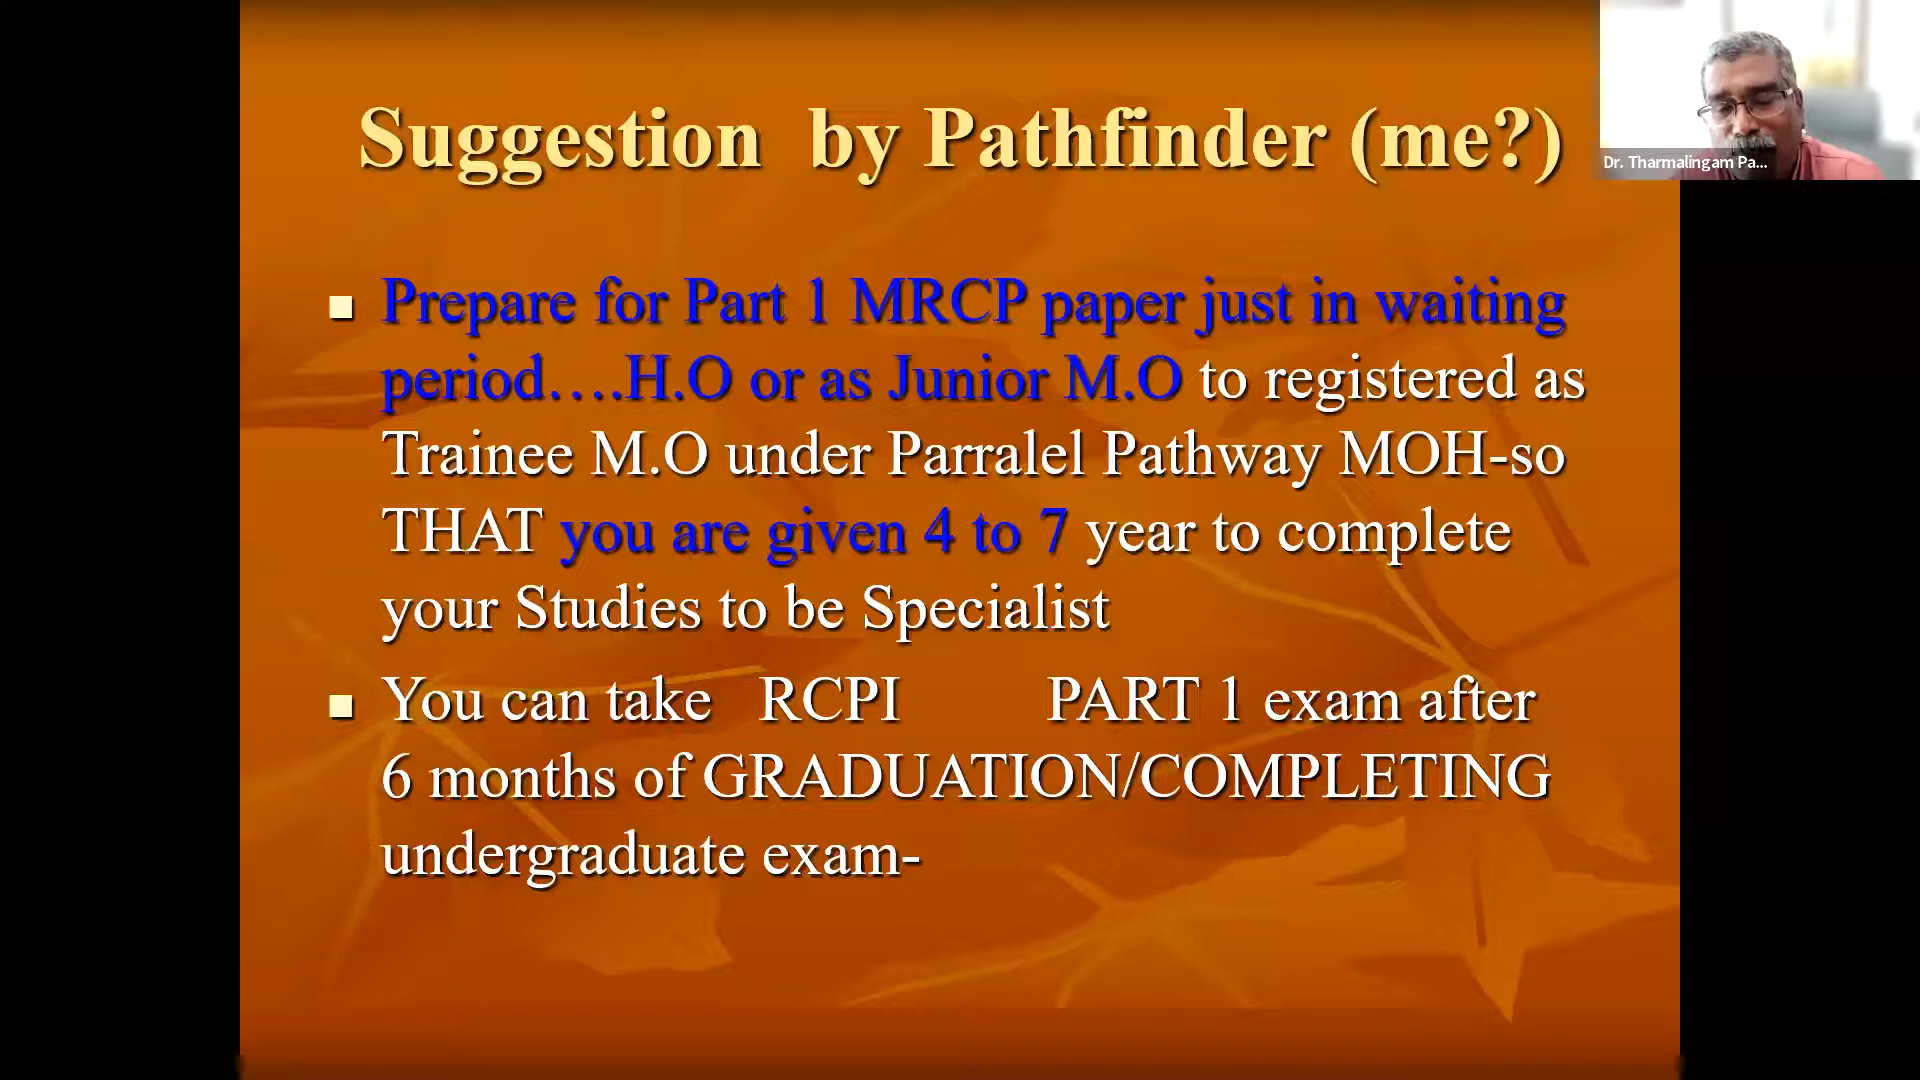 Suggestion by Pathfinder (me?)
Dr. Tharmalingam Pa...
Prepare for Part 1 MRCP paper just in waiting
period….H.O or as Junior M.O to registered as
Trainee M.O under Parralel Pathway MOH-so
THAT you are given 4 to 7 year to complete
your Studies to be Specialist
You can take RCPI PART 1 exam after
6 months of GRADUATION/COMPLETING
undergraduate exam-